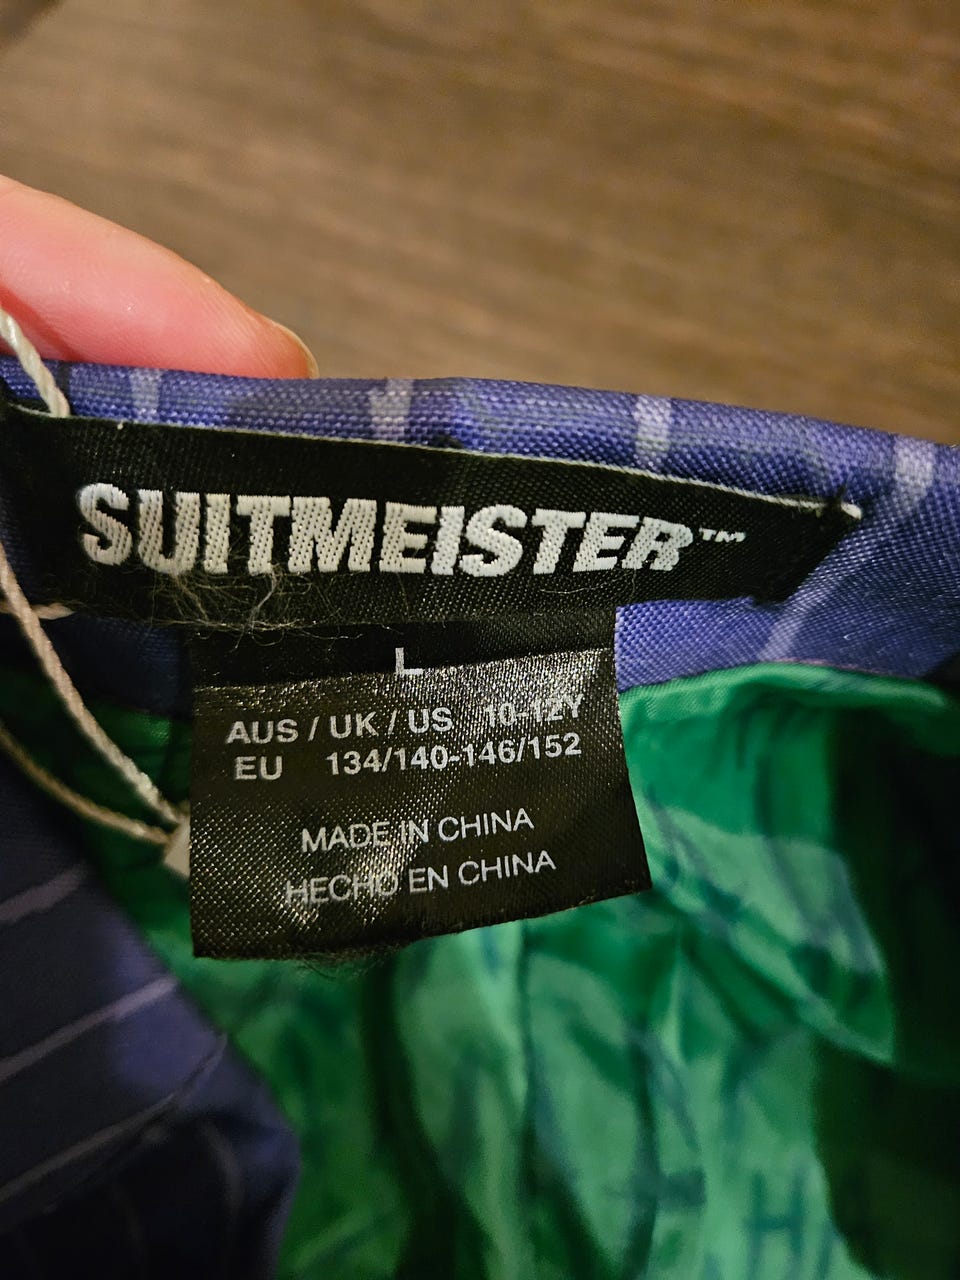 SUITMEISTER™
L
AUS / UK / US 10-12Y
EU 134/140-146/152
MADE IN CHINA
HECHO EN CHINA